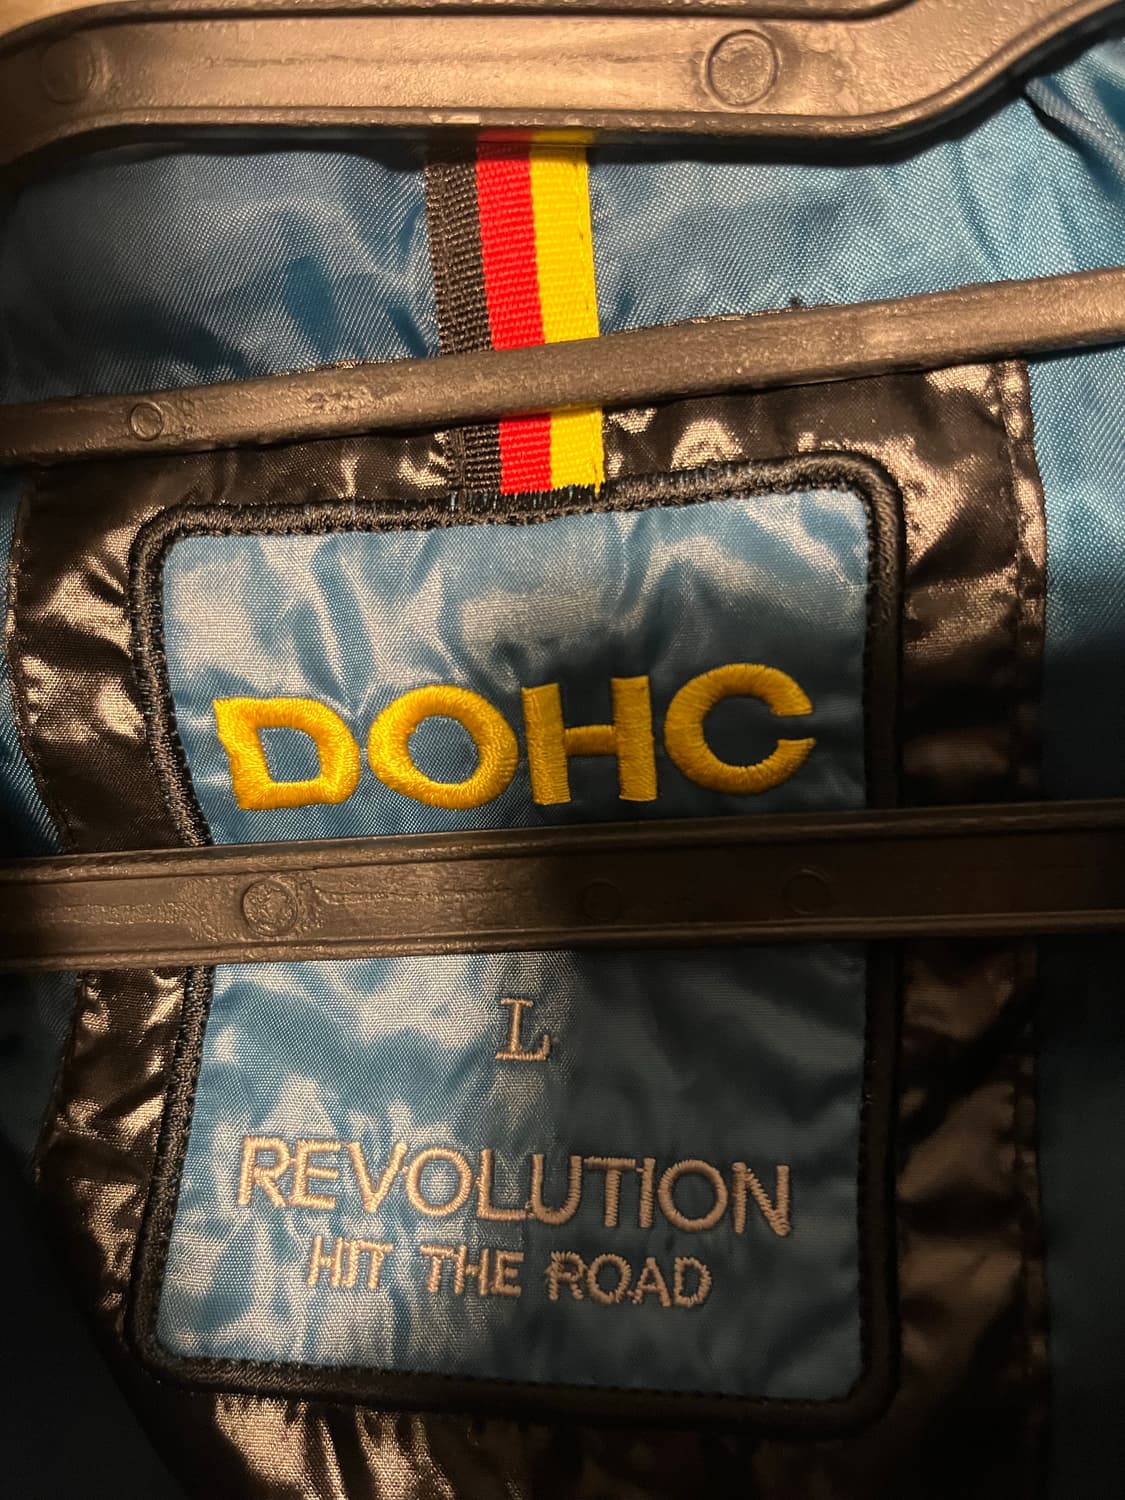 DOHC
L
REVOLUTION
HIT THE ROAD